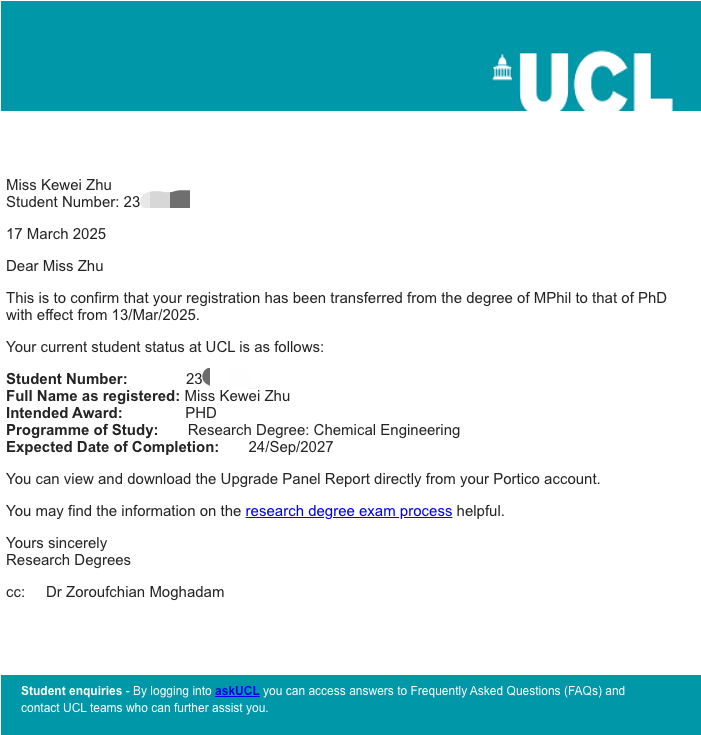 UCL
Miss Kewei Zhu
Student Number: 23
17 March 2025
Dear Miss Zhu
This is to confirm that your registration has been transferred from the degree of MPhil to that of PhD
with effect from 13/Mar/2025.
Your current student status at UCL is as follows:
Student Number: 23
Full Name as registered: Miss Kewei Zhu
Intended Award: PHD
Programme of Study: Research Degree: Chemical Engineering
Expected Date of Completion: 24/Sep/2027
You can view and download the Upgrade Panel Report directly from your Portico account.
You may find the information on the research degree exam process helpful.
Yours sincerely
Research Degrees
cc: Dr Zoroufchian Moghadam
Student enquiries - By logging into askUCL you can access answers to Frequently Asked Questions (FAQs) and
contact UCL teams who can further assist you.